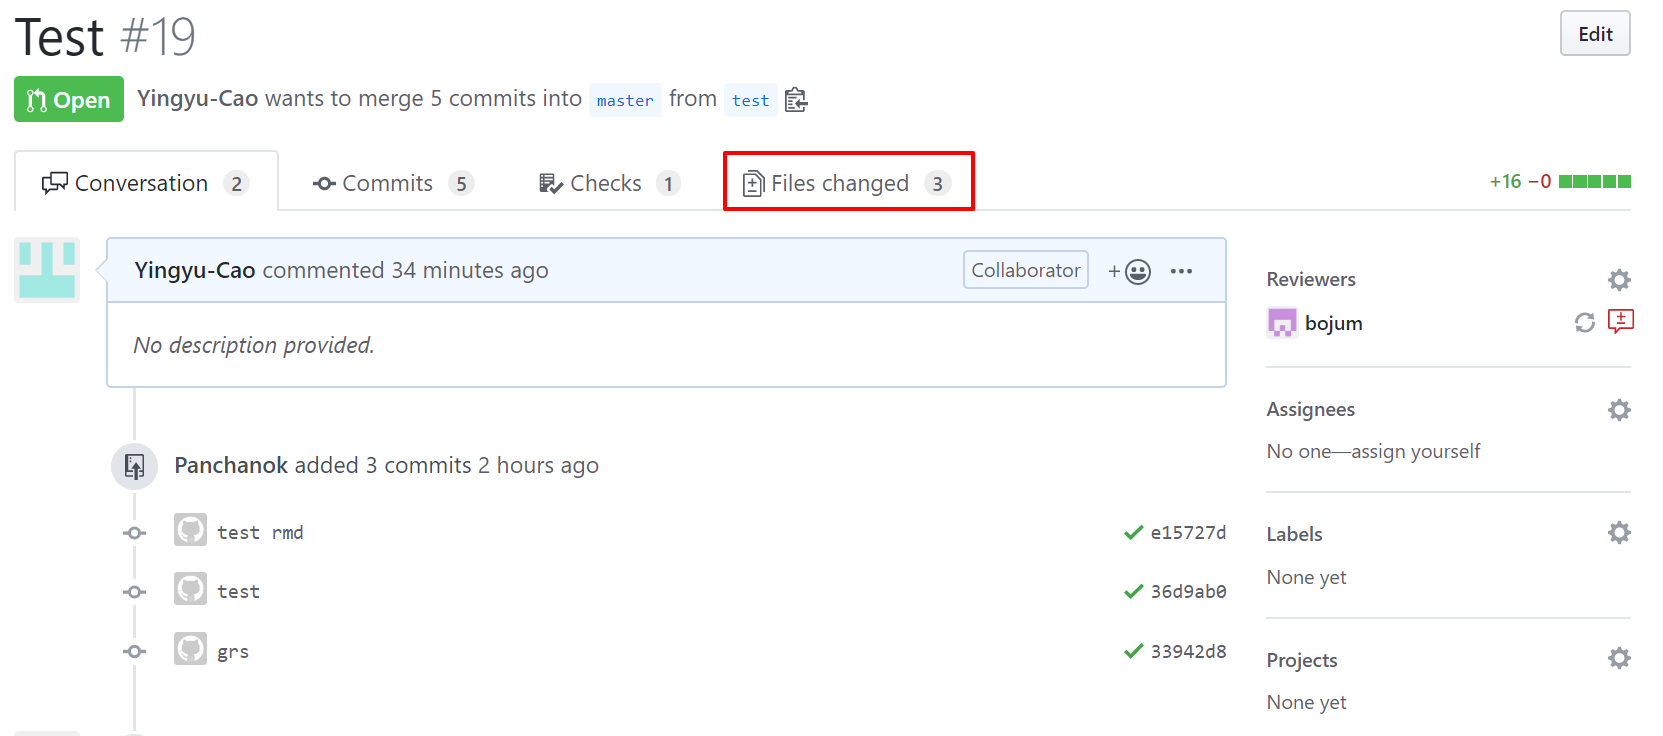 Test #19
Edit
Open
Yingyu-Cao wants to merge 5 commits into master from test
Conversation 2
Commits 5
Checks 1
Files changed 3
+16 −0
Yingyu-Cao commented 34 minutes ago
Collaborator
No description provided.
Panchanok added 3 commits 2 hours ago
test rmd e15727d
test 36d9ab0
grs 33942d8
Reviewers
bojum
Assignees
No one—assign yourself
Labels
None yet
Projects
None yet